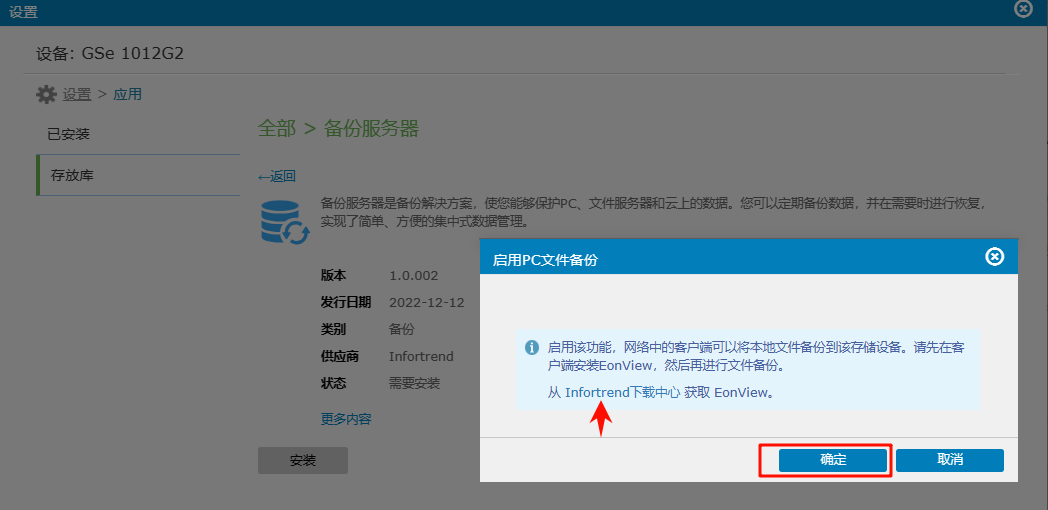 设置
设备: GSe 1012G2
设置 > 应用
已安装
存放库
全部 > 备份服务器
←返回
备份服务器是备份解决方案，使您能够保护PC、文件服务器和云上的数据。您可以定期备份数据，并在需要时进行恢复，
实现了简单、方便的集中式数据管理。
版本 1.0.002
发行日期 2022-12-12
类别 备份
供应商 Infortrend
状态 需要安装
更多内容
安装
启用PC文件备份
启用该功能，网络中的客户端可以将本地文件备份到该存储设备。请先在客
户端安装EonView，然后再进行文件备份。
从 Infortrend下载中心 获取 EonView。
确定
取消